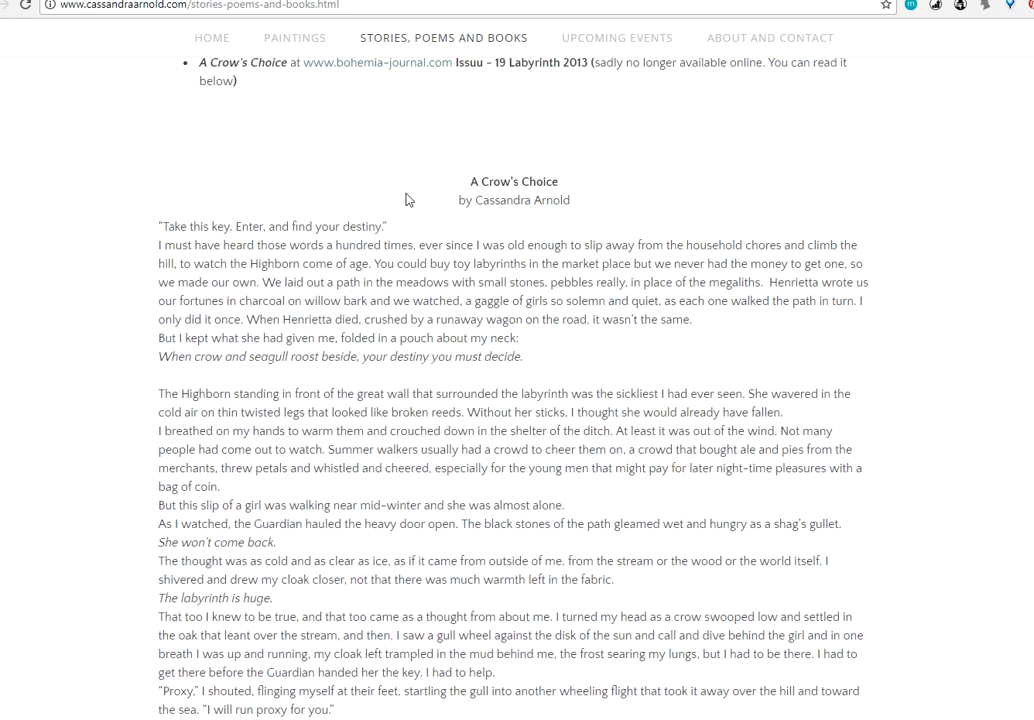 www.cassandraarnold.com/stories-poems-and-books.html
HOME PAINTINGS STORIES, POEMS AND BOOKS UPCOMING EVENTS ABOUT AND CONTACT
• A Crow's Choice at www.bohemia-journal.com Issuu - 19 Labyrinth 2013 (sadly no longer available online. You can read it
below)
A Crow's Choice
by Cassandra Arnold
"Take this key. Enter, and find your destiny."
I must have heard those words a hundred times, ever since I was old enough to slip away from the household chores and climb the
hill, to watch the Highborn come of age. You could buy toy labyrinths in the market place but we never had the money to get one, so
we made our own. We laid out a path in the meadows with small stones, pebbles really, in place of the megaliths.  Henrietta wrote us
our fortunes in charcoal on willow bark and we watched, a gaggle of girls so solemn and quiet, as each one walked the path in turn. I
only did it once. When Henrietta died, crushed by a runaway wagon on the road, it wasn't the same.
But I kept what she had given me, folded in a pouch about my neck:
When crow and seagull roost beside, your destiny you must decide.
The Highborn standing in front of the great wall that surrounded the labyrinth was the sickliest I had ever seen. She wavered in the
cold air on thin twisted legs that looked like broken reeds. Without her sticks, I thought she would already have fallen.
I breathed on my hands to warm them and crouched down in the shelter of the ditch. At least it was out of the wind. Not many
people had come out to watch. Summer walkers usually had a crowd to cheer them on, a crowd that bought ale and pies from the
merchants, threw petals and whistled and cheered, especially for the young men that might pay for later night-time pleasures with a
bag of coin.
But this slip of a girl was walking near mid-winter and she was almost alone.
As I watched, the Guardian hauled the heavy door open. The black stones of the path gleamed wet and hungry as a shag's gullet.
She won't come back.
The thought was as cold and as clear as ice, as if it came from outside of me, from the stream or the wood or the world itself. I
shivered and drew my cloak closer, not that there was much warmth left in the fabric.
The labyrinth is huge.
That too I knew to be true, and that too came as a thought from about me. I turned my head as a crow swooped low and settled in
the oak that leant over the stream, and then, I saw a gull wheel against the disk of the sun and call and dive behind the girl and in one
breath I was up and running, my cloak left trampled in the mud behind me, the frost searing my lungs, but I had to be there. I had to
get there before the Guardian handed her the key. I had to help.
"Proxy," I shouted, flinging myself at their feet, startling the gull into another wheeling flight that took it away over the hill and toward
the sea. "I will run proxy for you."